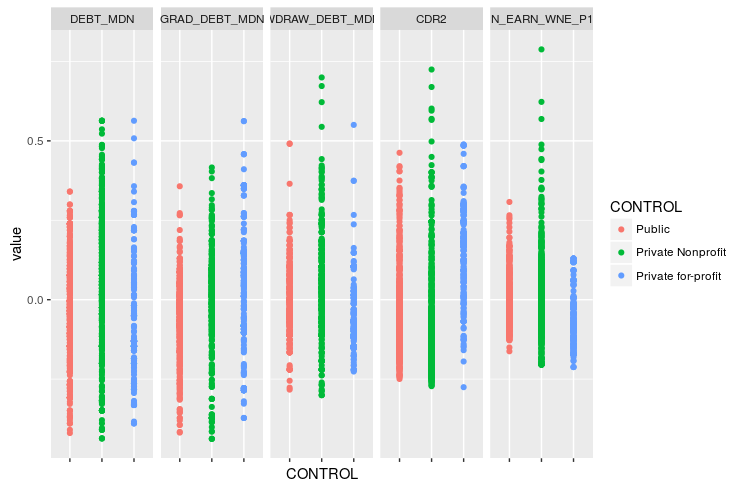 DEBT_MDN
GRAD_DEBT_MDN
WDRAW_DEBT_MDN
CDR2
N_EARN_WNE_P1
0.5
0.0
value
CONTROL
CONTROL
Public
Private Nonprofit
Private for-profit